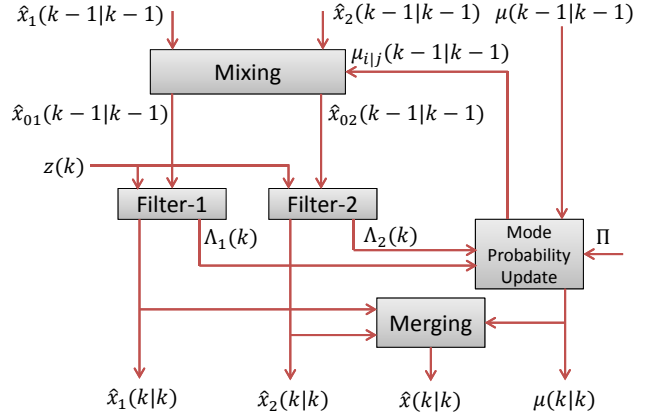 x̂₁(k−1|k−1) x̂₂(k−1|k−1) μ(k−1|k−1)
μᵢ|ⱼ(k−1|k−1)
Mixing
x̂₀₁(k−1|k−1) x̂₀₂(k−1|k−1)
z(k)
Filter-1 Filter-2
Λ₁(k) Λ₂(k)
Mode
Probability
Update
Π
Merging
x̂₁(k|k) x̂₂(k|k) x̂(k|k) μ(k|k)